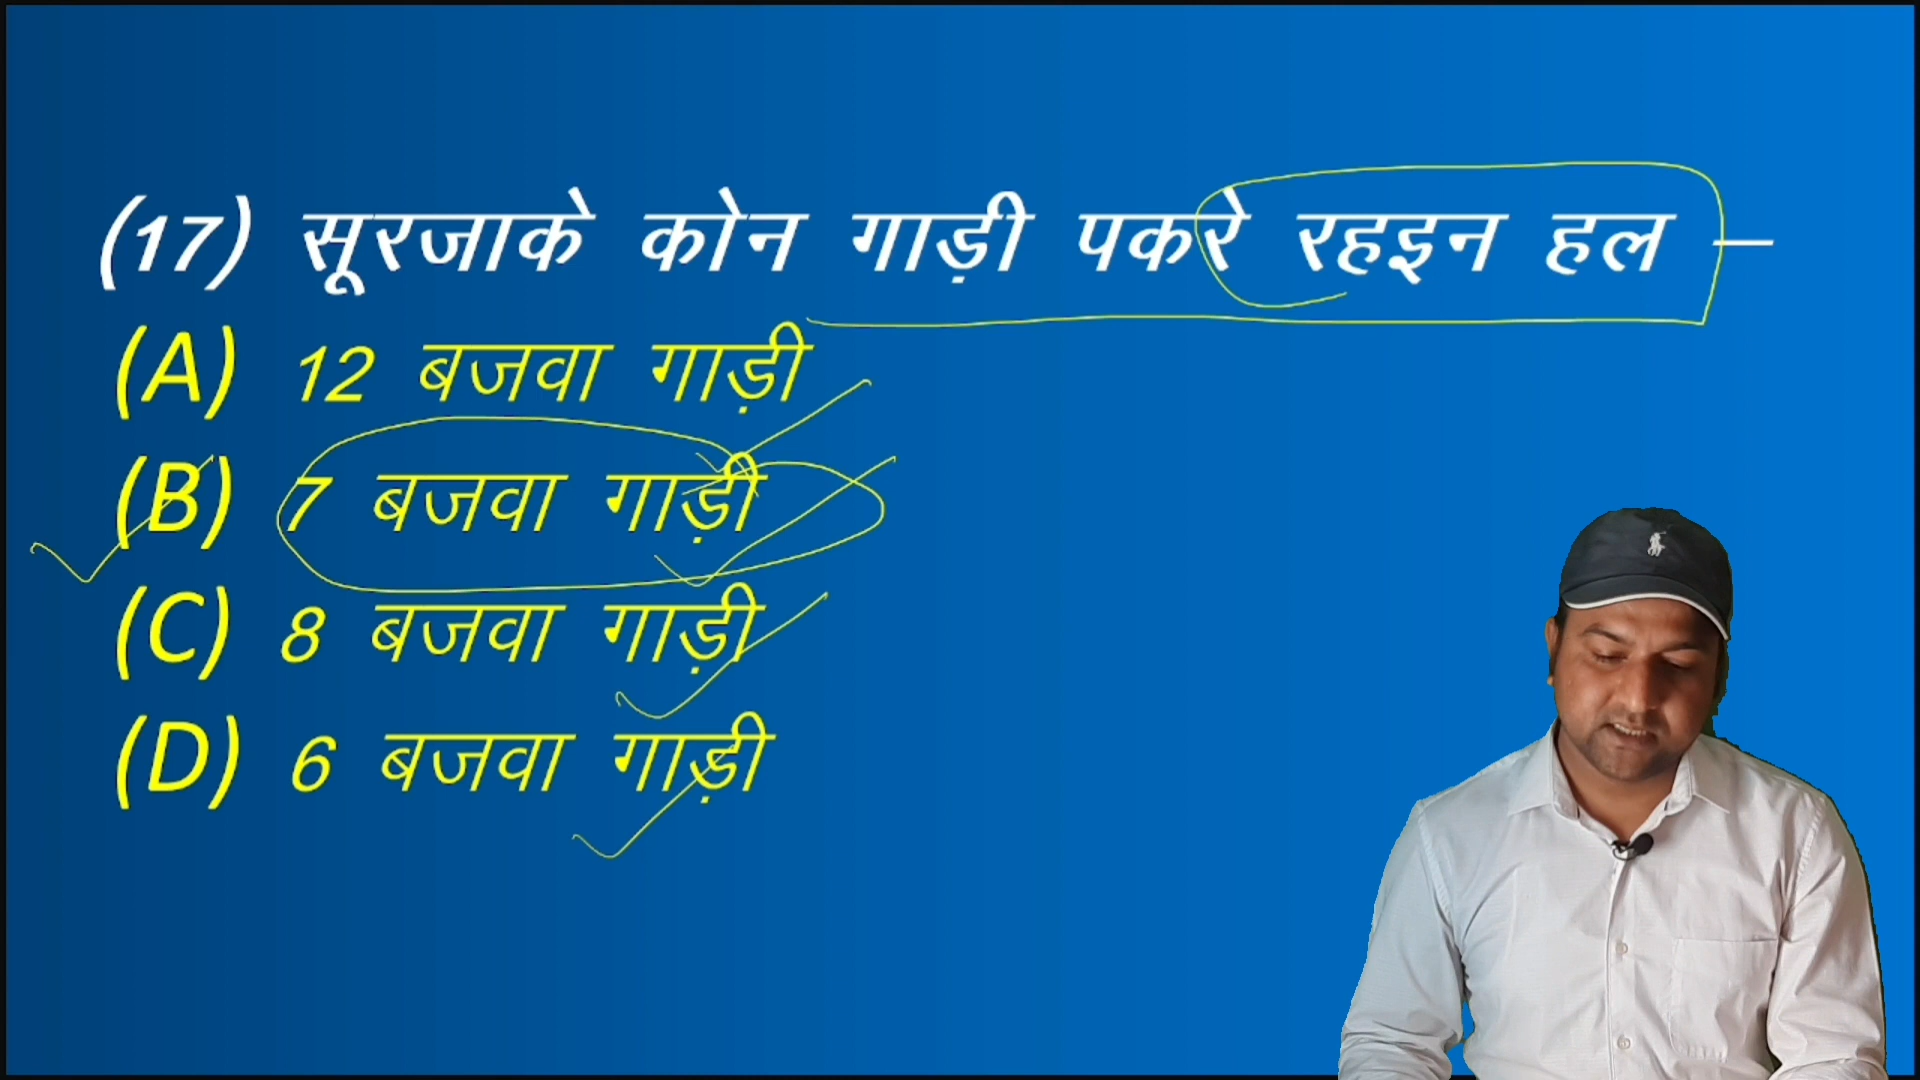 (17) सूरजाके कोन गाड़ी पकरे रहइन हल –
(A) 12 बजवा गाड़ी
(B) 7 बजवा गाड़ी
(C) 8 बजवा गाड़ी
(D) 6 बजवा गाड़ी